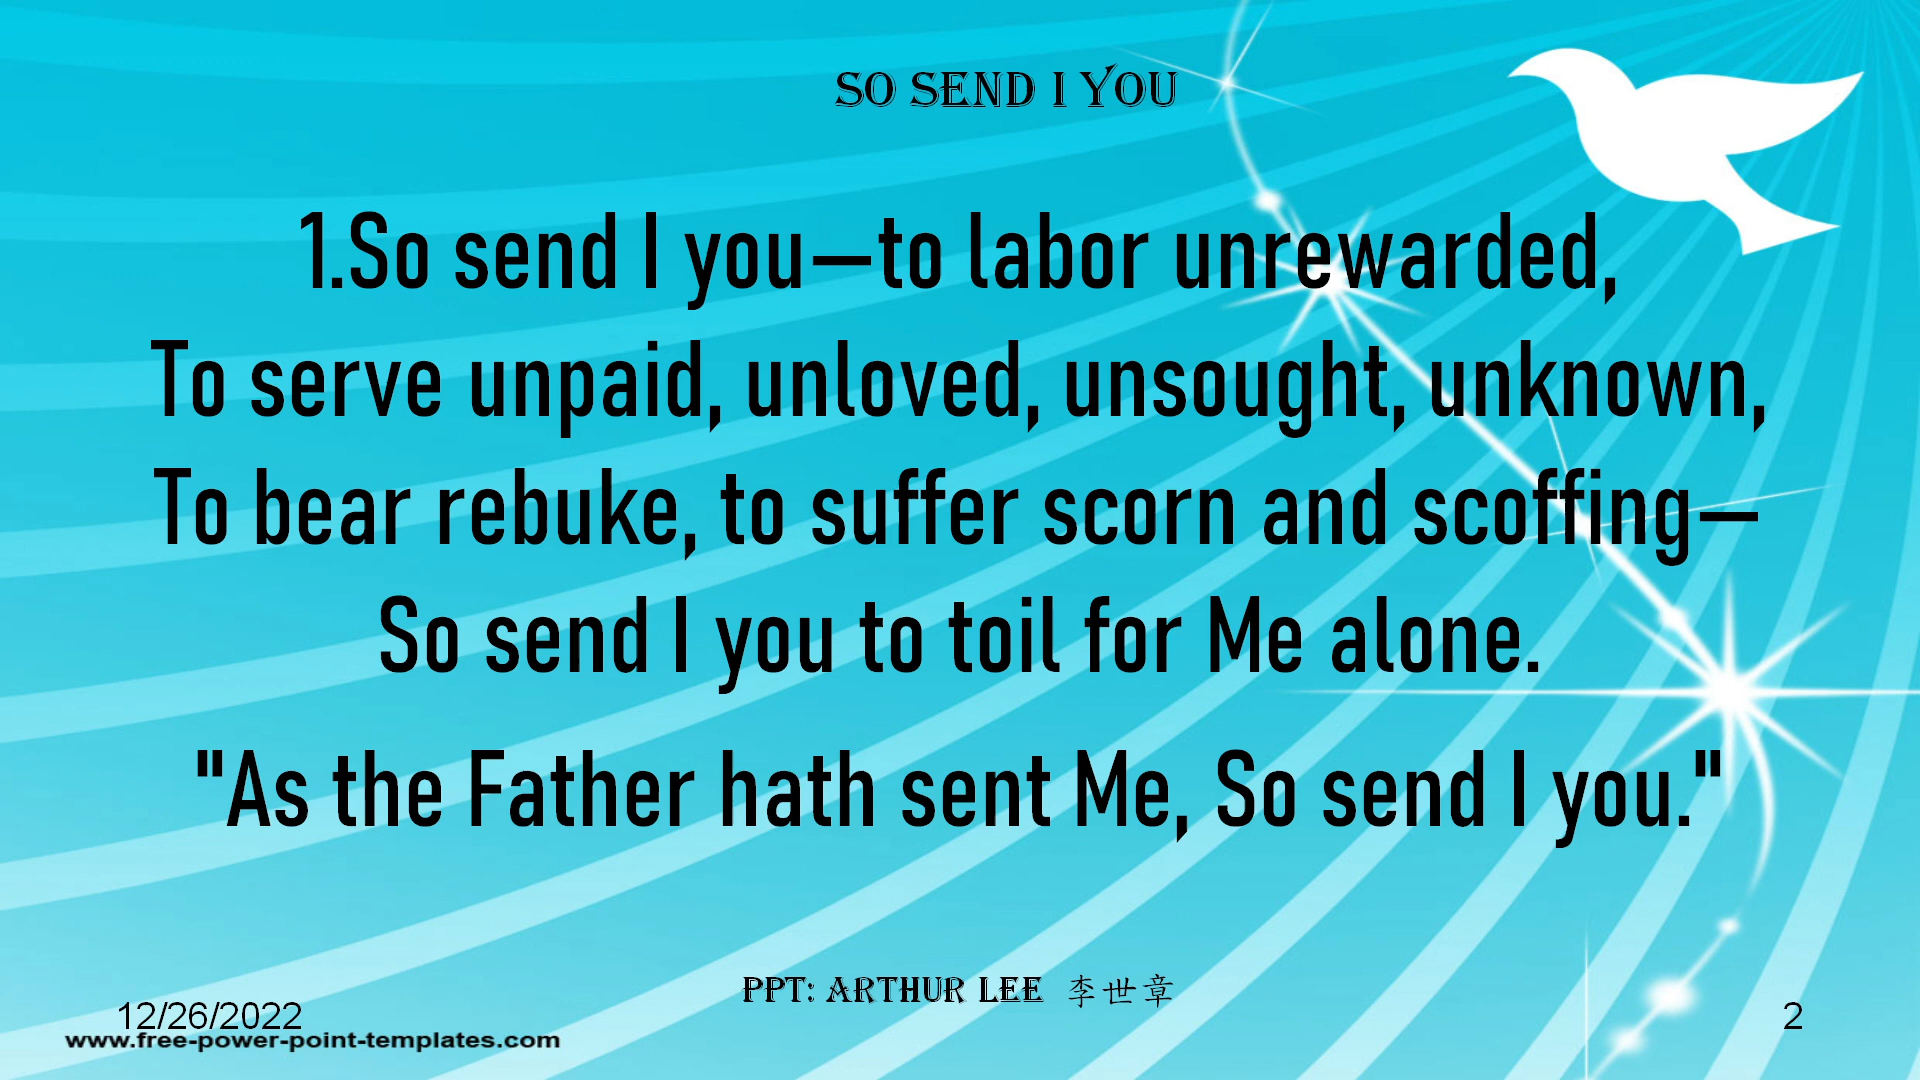 SO SEND I YOU
1.So send I you—to labor unrewarded,
To serve unpaid, unloved, unsought, unknown,
To bear rebuke, to suffer scorn and scoffing—
So send I you to toil for Me alone.
"As the Father hath sent Me, So send I you."
PPT: ARTHUR LEE 李世章
12/26/2022
www.free-power-point-templates.com
2